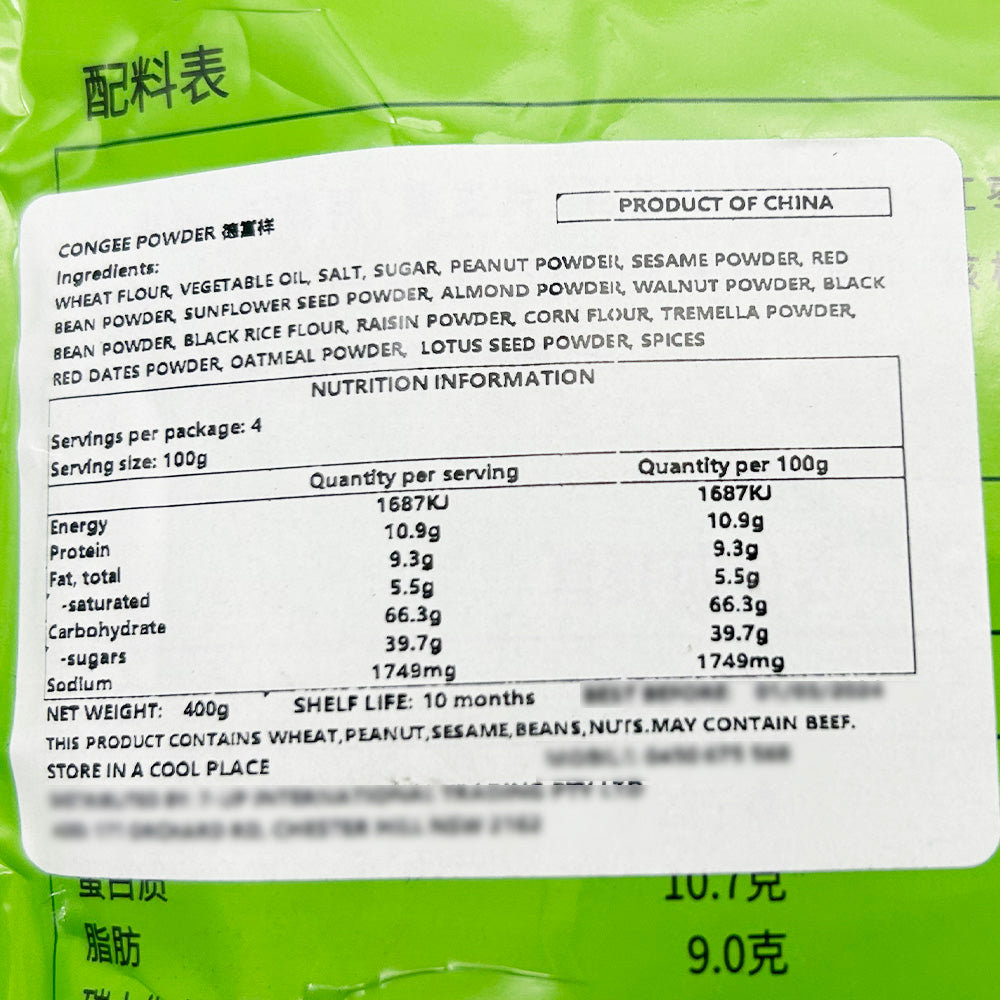 配料表
PRODUCT OF CHINA
CONGEE POWDER 德富祥
Ingredients:
WHEAT FLOUR, VEGETABLE OIL, SALT, SUGAR, PEANUT POWDER, SESAME POWDER, RED
BEAN POWDER, SUNFLOWER SEED POWDER, ALMOND POWDER, WALNUT POWDER, BLACK
BEAN POWDER, BLACK RICE FLOUR, RAISIN POWDER, CORN FLOUR, TREMELLA POWDER,
RED DATES POWDER, OATMEAL POWDER, LOTUS SEED POWDER, SPICES
NUTRITION INFORMATION
Servings per package: 4
Serving size: 100g
Quantity per serving Quantity per 100g
Energy 1687KJ 1687KJ
Protein 10.9g 10.9g
Fat, total 9.3g 9.3g
-saturated 5.5g 5.5g
Carbohydrate 66.3g 66.3g
-sugars 39.7g 39.7g
Sodium 1749mg 1749mg
NET WEIGHT: 400g SHELF LIFE: 10 months
THIS PRODUCT CONTAINS WHEAT,PEANUT,SESAME,BEANS,NUTS.MAY CONTAIN BEEF.
STORE IN A COOL PLACE
蛋白质 10.7克
脂肪 9.0克